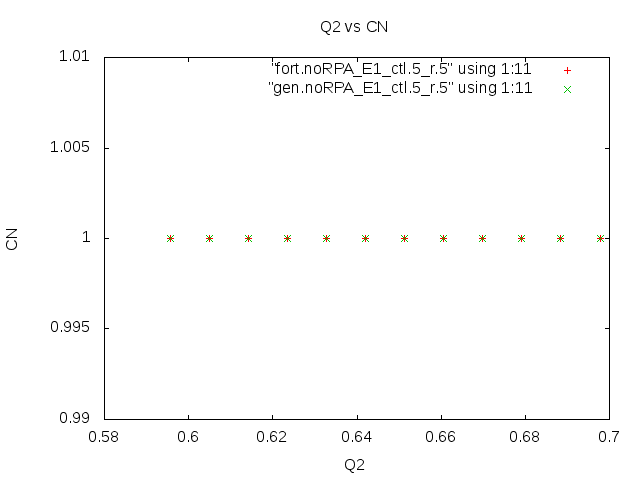 Q2 vs CN
"fort.noRPA_E1_ctl.5_r.5" using 1:11
"gen.noRPA_E1_ctl.5_r.5" using 1:11
1.01
1.005
1
0.995
0.99
CN
0.58 0.6 0.62 0.64 0.66 0.68 0.7
Q2